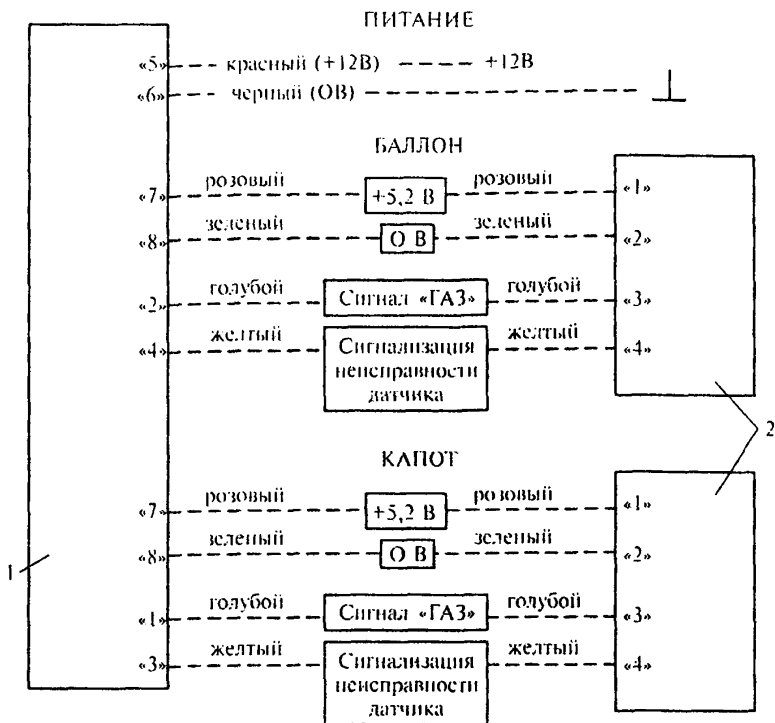 ПИТАНИЕ
«5» красный (+12В) +12В
«6» черный (ОВ)
БАЛЛОН
«7» розовый +5,2 В розовый «1»
«8» зеленый О В зеленый «2»
«2» голубой Сигнал «ГАЗ» голубой «3»
«4» желтый Сигнализация неисправности датчика желтый «4»
2
КАПОТ
«7» розовый +5,2 В розовый «1»
«8» зеленый О В зеленый «2»
1
«1» голубой Сигнал «ГАЗ» голубой «3»
«3» желтый Сигнализация неисправности датчика желтый «4»